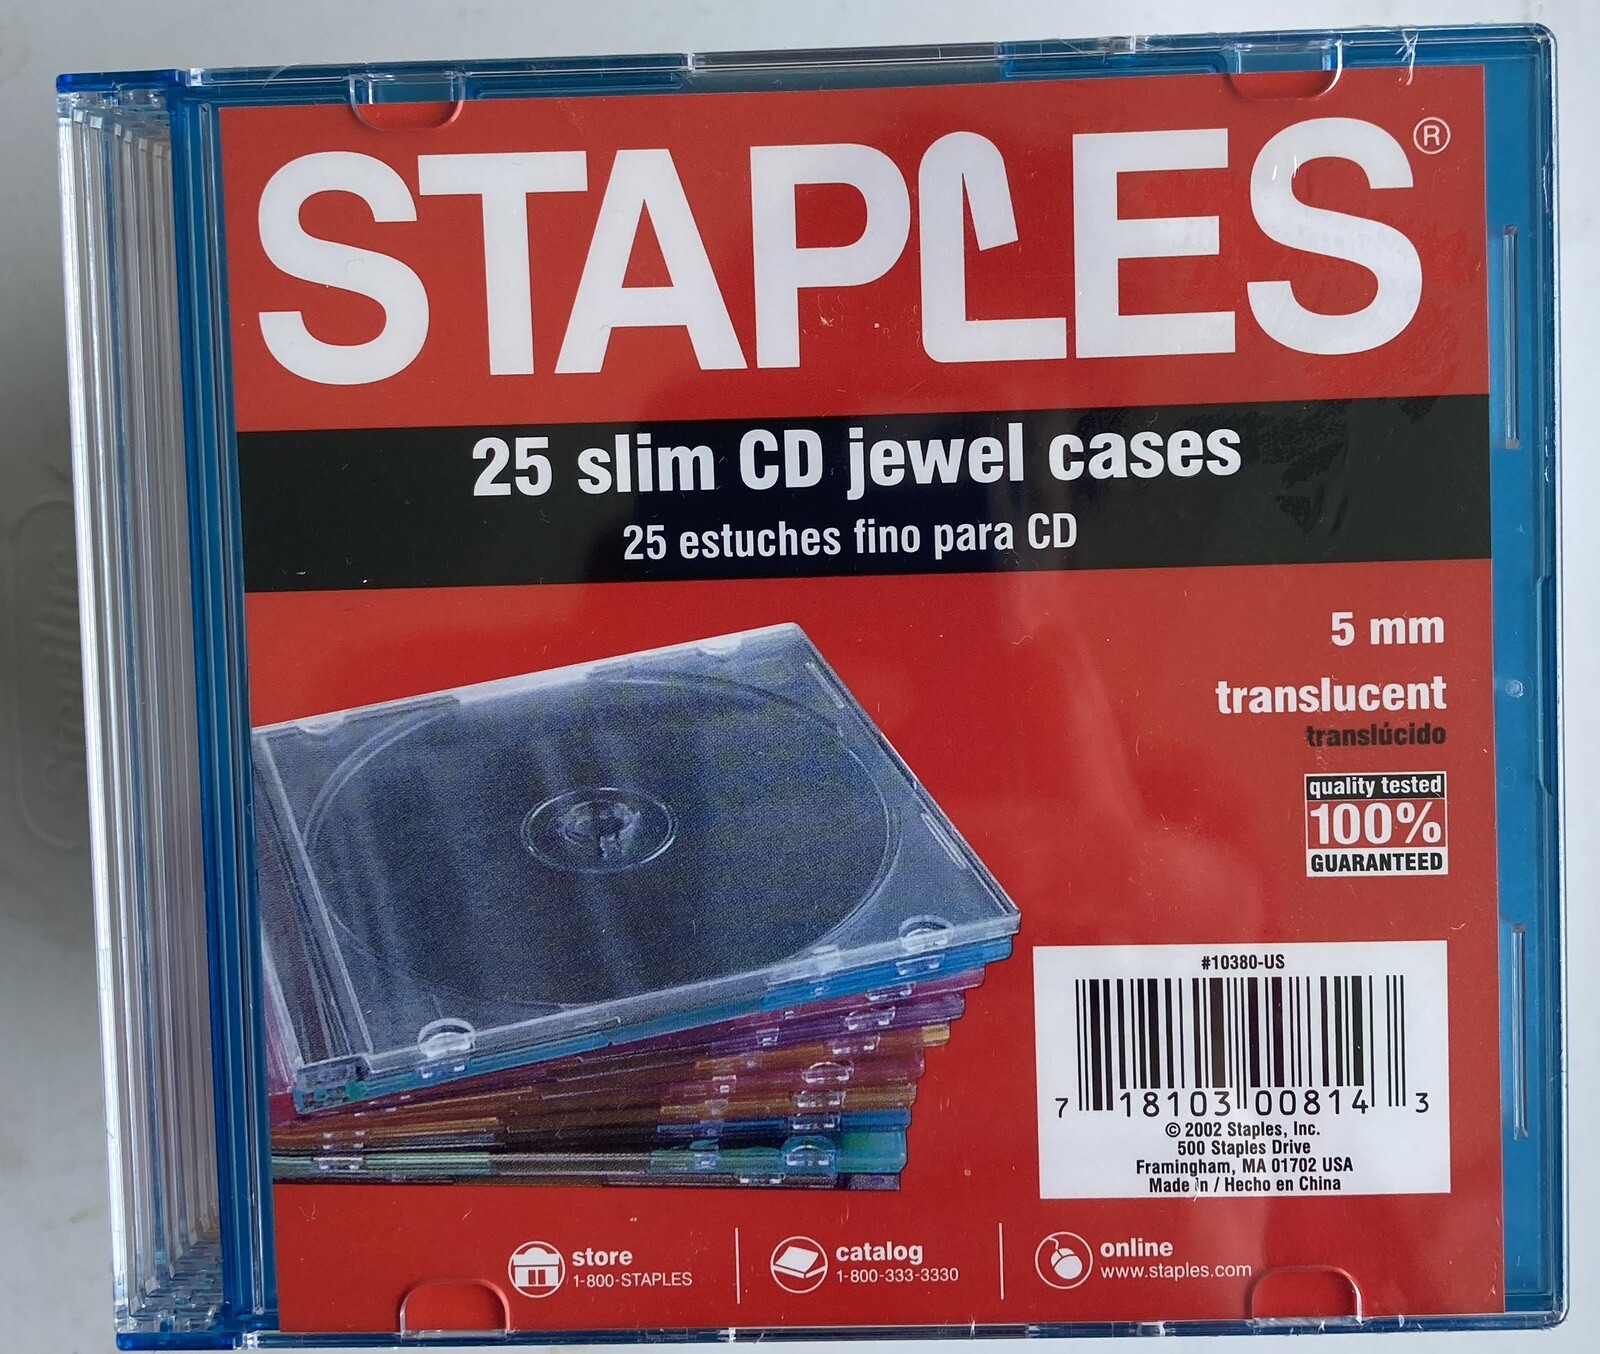 STAPLES®
25 slim CD jewel cases
25 estuches fino para CD
5 mm
translucent
translúcido
quality tested
100%
GUARANTEED
#10380-US
7 18103 00814 3
© 2002 Staples, Inc.
500 Staples Drive
Framingham, MA 01702 USA
Made in / Hecho en China
store
1-800-STAPLES
catalog
1-800-333-3330
online
www.staples.com